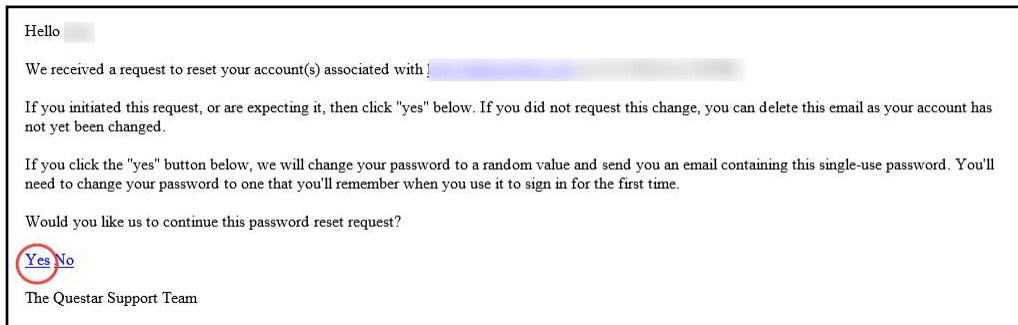 Hello
We received a request to reset your account(s) associated with
If you initiated this request, or are expecting it, then click "yes" below. If you did not request this change, you can delete this email as your account has
not yet been changed.
If you click the "yes" button below, we will change your password to a random value and send you an email containing this single-use password. You'll
need to change your password to one that you'll remember when you use it to sign in for the first time.
Would you like us to continue this password reset request?
Yes No
The Questar Support Team